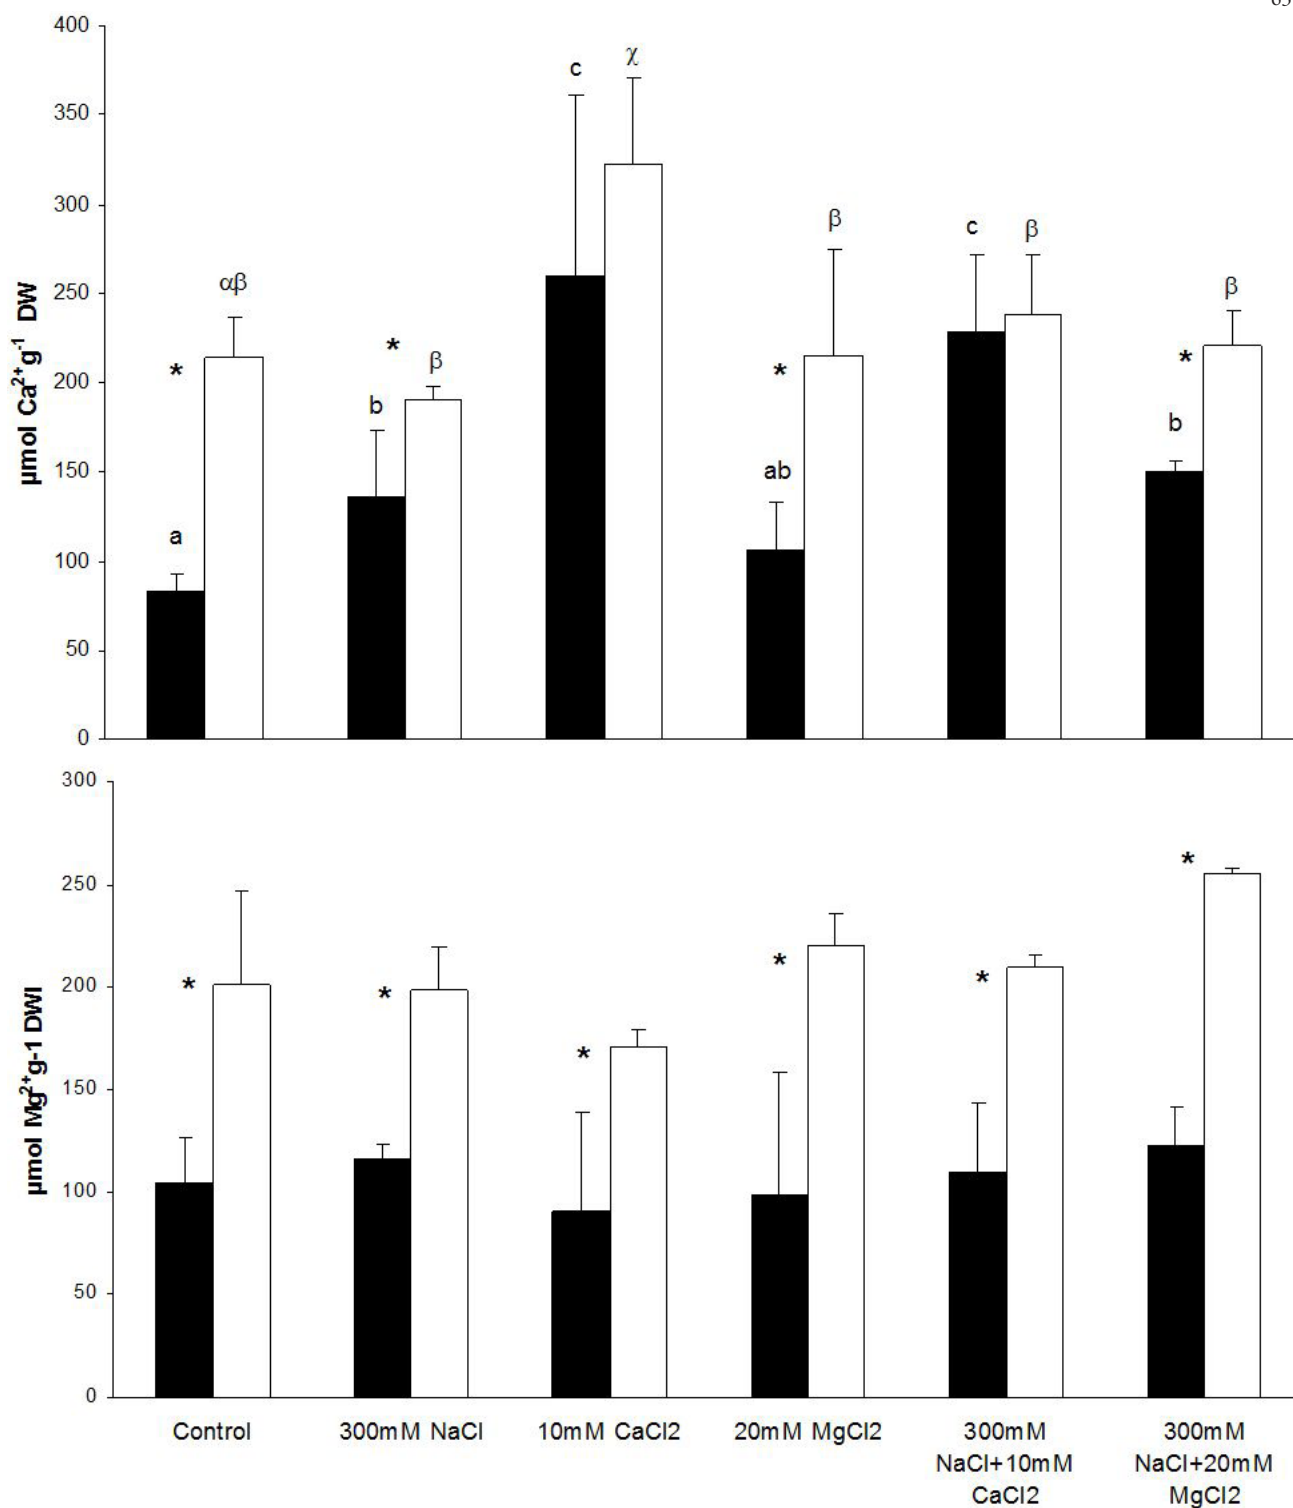 400
c
χ
350
300
β
c
β
αβ
β
250
*
*
β
*
*
200
b
b
150
ab
a
100
50
0
µmol Ca²⁺g⁻¹ DW
300
*
250
*
*
*
*
200
*
150
100
50
0
µmol Mg²⁺g-1 DWl
Control
300mM NaCl
10mM CaCl2
20mM MgCl2
300mM
NaCl+10mM
CaCl2
300mM
NaCl+20mM
MgCl2